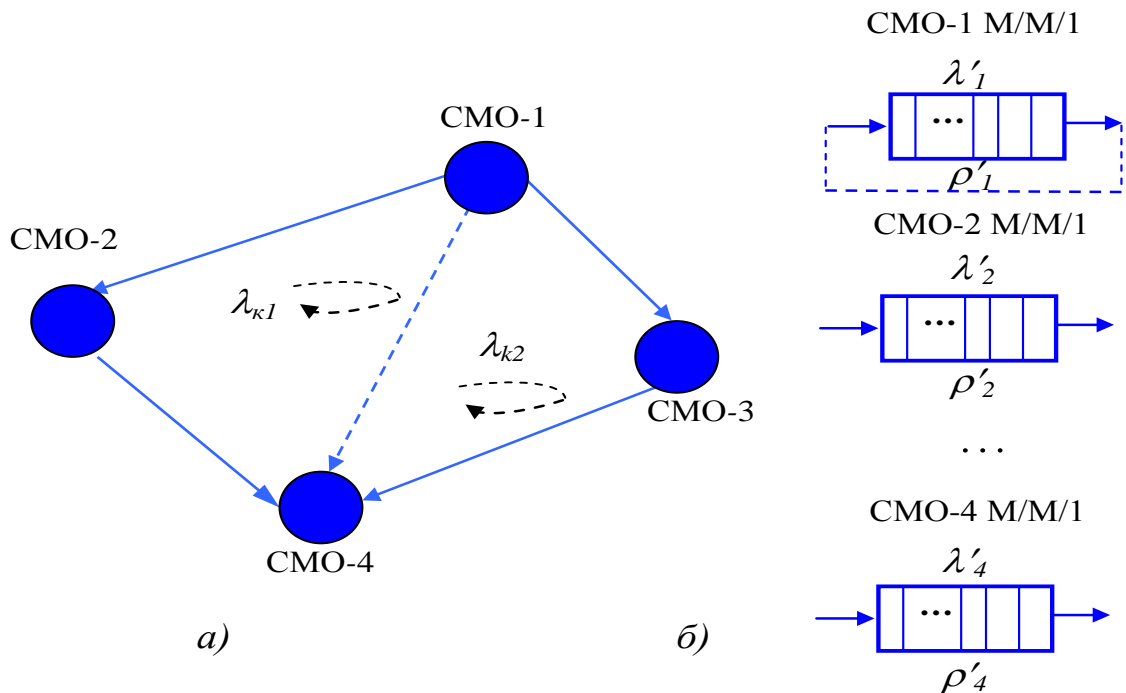 СМО-1
СМО-2
λк1
λk2
СМО-3
СМО-4
а)
б)
СМО-1 М/М/1
λ′1
...
ρ′1
СМО-2 М/М/1
λ′2
...
ρ′2
...
СМО-4 М/М/1
λ′4
...
ρ′4